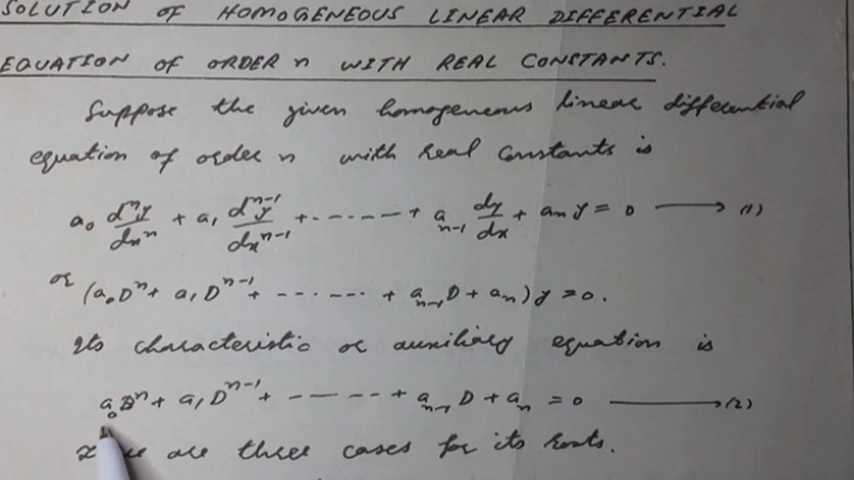 SOLUTION OF HOMOGENEOUS LINEAR DIFFERENTIAL
EQUATION OF ORDER n WITH REAL CONSTANTS.
Suppose the given homogeneous linear differential
equation of order n with real constants is
a₀ dⁿy/dxⁿ + a₁ dⁿ⁻¹y/dxⁿ⁻¹ + ------ + aₙ₋₁ dy/dx + aₙ y = 0 ⟶ (1)
or (a₀Dⁿ + a₁Dⁿ⁻¹ + ------ + aₙ₋₁D + aₙ) y = 0.
Its characteristic or auxiliary equation is
a₀Dⁿ + a₁Dⁿ⁻¹ + ------ + aₙ₋₁ D + aₙ = 0 ⟶ (2)
are three cases for its roots.